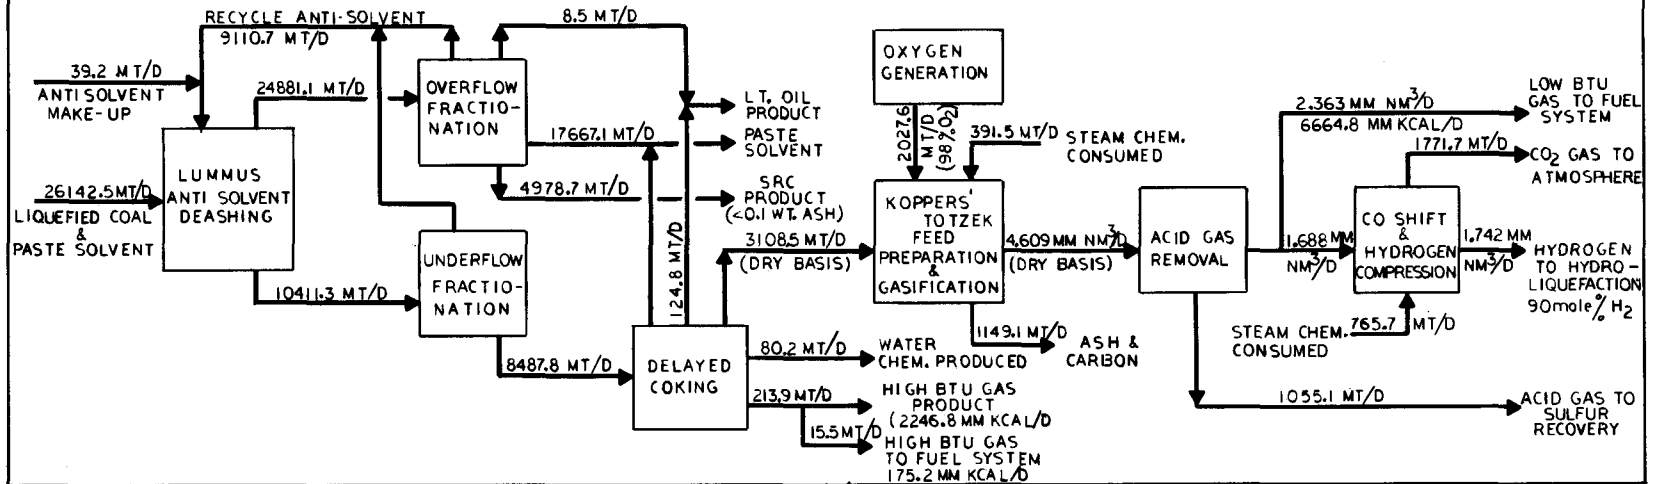 RECYCLE ANTI-SOLVENT
9110.7 MT/D
8.5 MT/D
39.2 MT/D
ANTISOLVENT
MAKE-UP
24881.1 MT/D
OVERFLOW
FRACTIO-
NATION
LT. OIL
PRODUCT
17667.1 MT/D
PASTE
SOLVENT
4978.7 MT/D
SRC
PRODUCT
(<0.1 WT. ASH)
26142.5MT/D
LIQUEFIED COAL
&
PASTE SOLVENT
LUMMUS
ANTI SOLVENT
DEASHING
UNDERFLOW
FRACTIO-
NATION
10411.3 MT/D
8487.8 MT/D
124.8 MT/D
DELAYED
COKING
3108.5 MT/D
(DRY BASIS)
80.2 MT/D
WATER
CHEM. PRODUCED
213.9 MT/D
HIGH BTU GAS
PRODUCT
(2246.8 MM KCAL/D
15.5 MT/D
HIGH BTU GAS
TO FUEL SYSTEM
175.2 MM KCAL/D
OXYGEN
GENERATION
2027.6
MT/D
(98% O2)
391.5 MT/D
STEAM CHEM.
CONSUMED
KOPPERS'
TOTZEK
FEED
PREPARATION
&
GASIFICATION
1149.1 MT/D
ASH &
CARBON
4.609 MM NM3/D
(DRY BASIS)
ACID GAS
REMOVAL
2.363 MM NM3/D
6664.8 MM KCAL/D
LOW BTU
GAS TO FUEL
SYSTEM
1771.7 MT/D
CO2 GAS TO
ATMOSPHERE
1.688 MM
NM3/D
CO SHIFT
&
HYDROGEN
COMPRESSION
1.742 MM
NM3/D
HYDROGEN
TO HYDRO-
LIQUEFACTION
90mole% H2
STEAM CHEM.
CONSUMED
765.7 MT/D
1055.1 MT/D
ACID GAS TO
SULFUR
RECOVERY